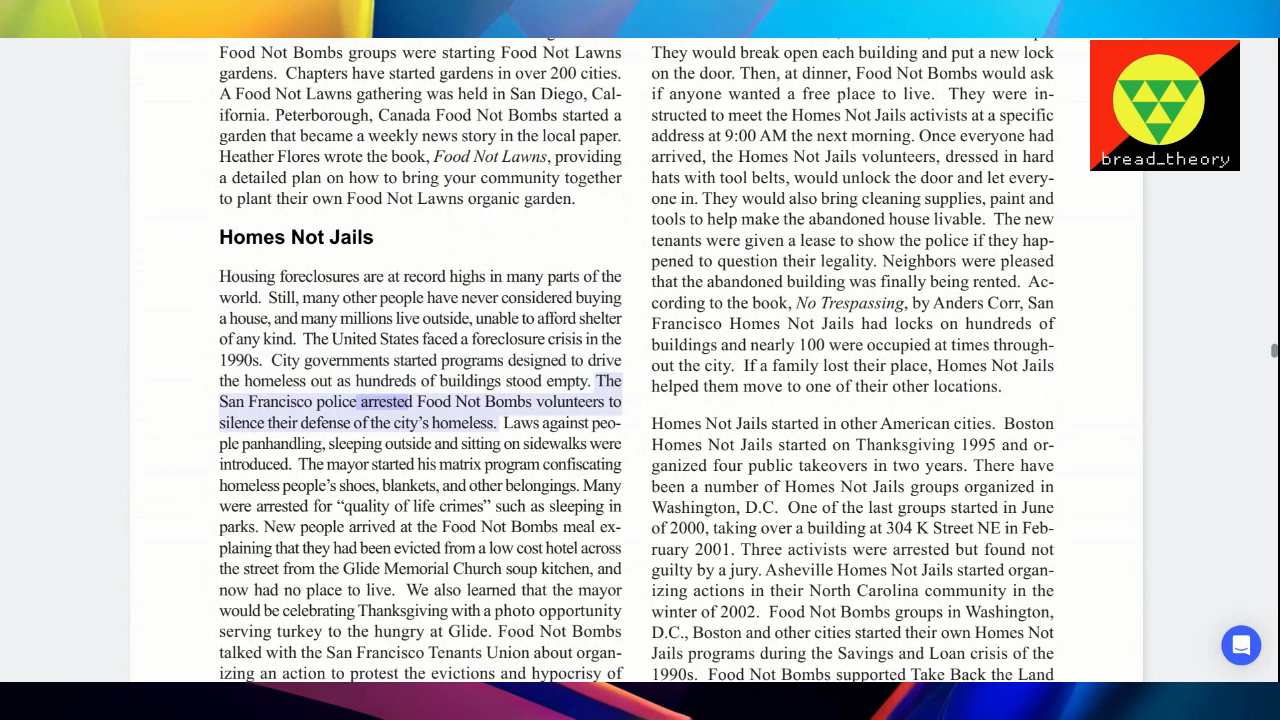 Food Not Bombs groups were starting Food Not Lawns
gardens. Chapters have started gardens in over 200 cities.
A Food Not Lawns gathering was held in San Diego, Cal-
ifornia. Peterborough, Canada Food Not Bombs started a
garden that became a weekly news story in the local paper.
Heather Flores wrote the book, Food Not Lawns, providing
a detailed plan on how to bring your community together
to plant their own Food Not Lawns organic garden.
Homes Not Jails
Housing foreclosures are at record highs in many parts of the
world. Still, many other people have never considered buying
a house, and many millions live outside, unable to afford shelter
of any kind. The United States faced a foreclosure crisis in the
1990s. City governments started programs designed to drive
the homeless out as hundreds of buildings stood empty. The
San Francisco police arrested Food Not Bombs volunteers to
silence their defense of the city's homeless. Laws against peo-
ple panhandling, sleeping outside and sitting on sidewalks were
introduced. The mayor started his matrix program confiscating
homeless people's shoes, blankets, and other belongings. Many
were arrested for “quality of life crimes” such as sleeping in
parks. New people arrived at the Food Not Bombs meal ex-
plaining that they had been evicted from a low cost hotel across
the street from the Glide Memorial Church soup kitchen, and
now had no place to live. We also learned that the mayor
would be celebrating Thanksgiving with a photo opportunity
serving turkey to the hungry at Glide. Food Not Bombs
talked with the San Francisco Tenants Union about organ-
izing an action to protest the evictions and hypocrisy of
They would break open each building and put a new lock
on the door. Then, at dinner, Food Not Bombs would ask
if anyone wanted a free place to live. They were in-
structed to meet the Homes Not Jails activists at a specific
address at 9:00 AM the next morning. Once everyone had
arrived, the Homes Not Jails volunteers, dressed in hard
hats with tool belts, would unlock the door and let every-
one in. They would also bring cleaning supplies, paint and
tools to help make the abandoned house livable. The new
tenants were given a lease to show the police if they hap-
pened to question their legality. Neighbors were pleased
that the abandoned building was finally being rented. Ac-
cording to the book, No Trespassing, by Anders Corr, San
Francisco Homes Not Jails had locks on hundreds of
buildings and nearly 100 were occupied at times through-
out the city. If a family lost their place, Homes Not Jails
helped them move to one of their other locations.
Homes Not Jails started in other American cities. Boston
Homes Not Jails started on Thanksgiving 1995 and or-
ganized four public takeovers in two years. There have
been a number of Homes Not Jails groups organized in
Washington, D.C. One of the last groups started in June
of 2000, taking over a building at 304 K Street NE in Feb-
ruary 2001. Three activists were arrested but found not
guilty by a jury. Asheville Homes Not Jails started organ-
izing actions in their North Carolina community in the
winter of 2002. Food Not Bombs groups in Washington,
D.C., Boston and other cities started their own Homes Not
Jails programs during the Savings and Loan crisis of the
1990s. Food Not Bombs supported Take Back the Land
bread_theory